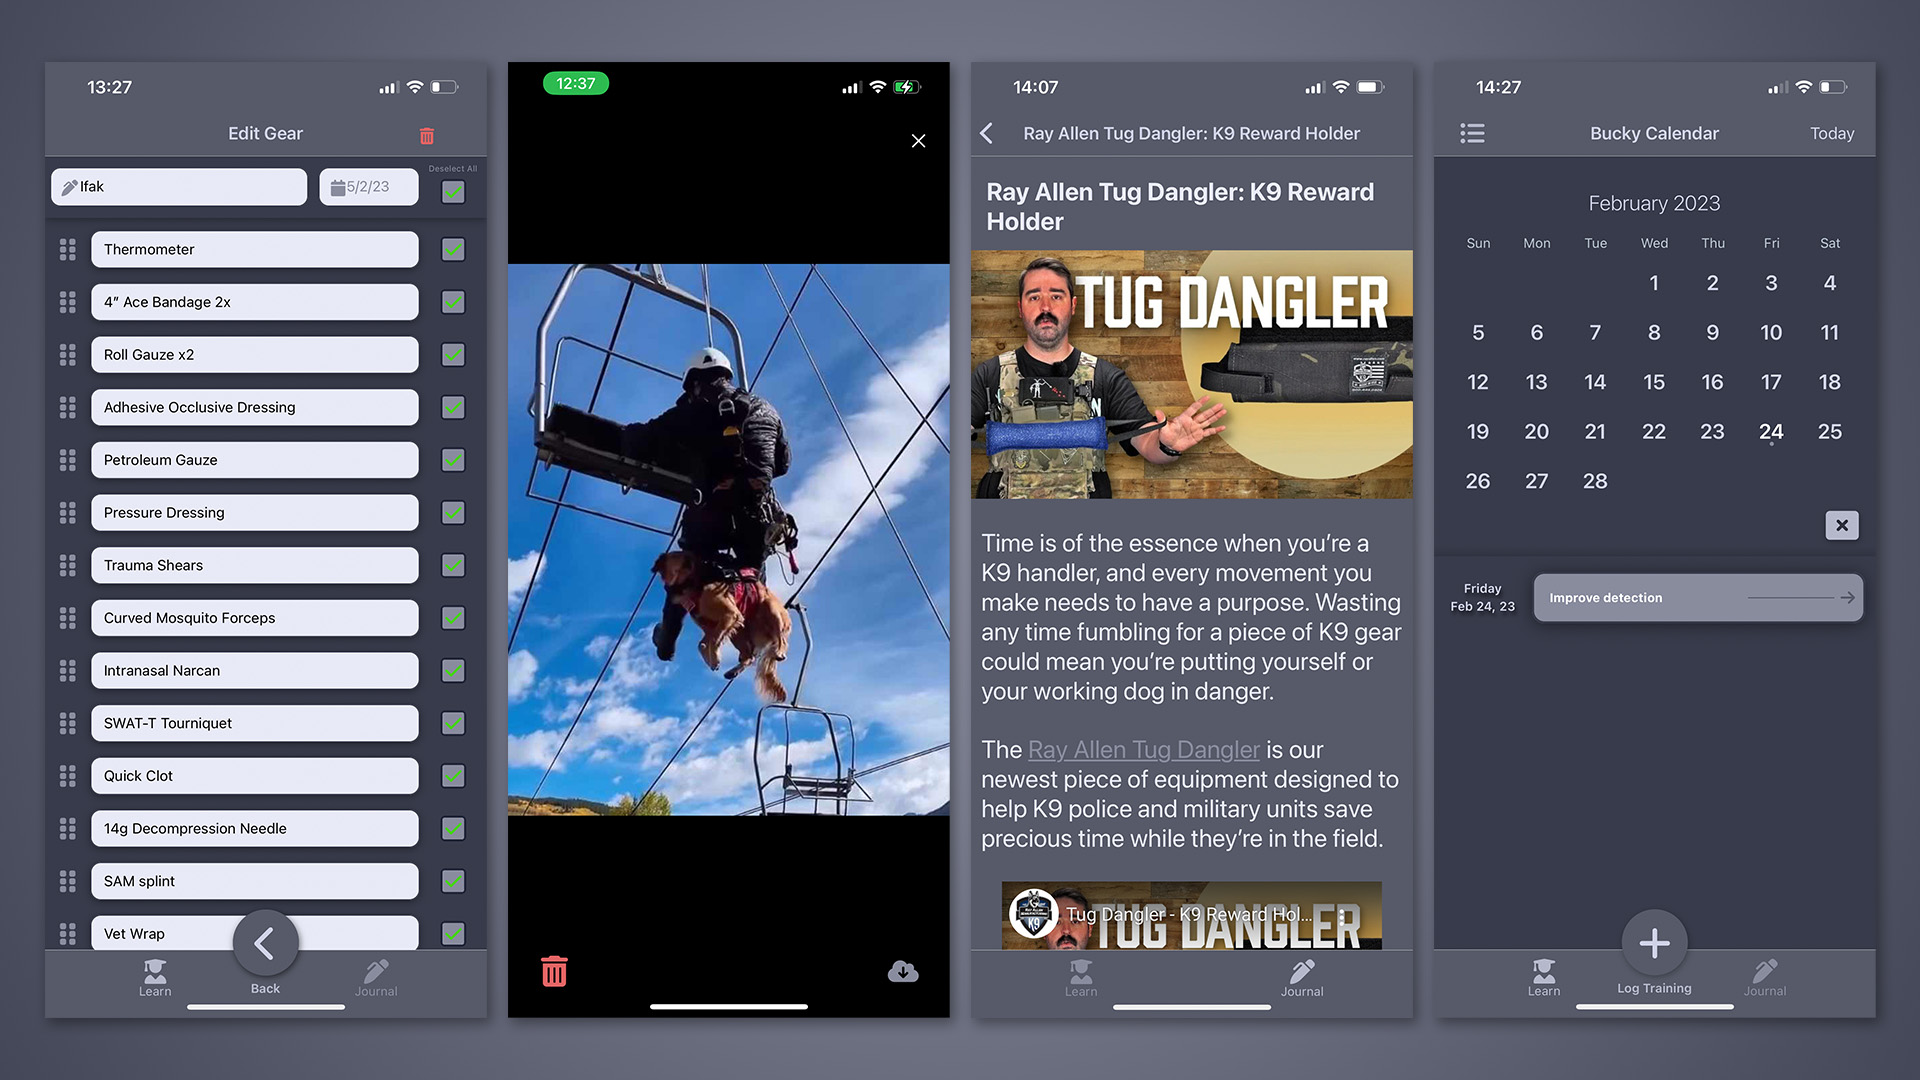 13:27
Edit Gear
Deselect All
Ifak
5/2/23
Thermometer
4” Ace Bandage 2x
Roll Gauze x2
Adhesive Occlusive Dressing
Petroleum Gauze
Pressure Dressing
Trauma Shears
Curved Mosquito Forceps
Intranasal Narcan
SWAT-T Tourniquet
Quick Clot
14g Decompression Needle
SAM splint
Vet Wrap
Learn
Back
Journal
12:37
14:07
Ray Allen Tug Dangler: K9 Reward Holder
Ray Allen Tug Dangler: K9 Reward
Holder
TUG DANGLER
Time is of the essence when you’re a
K9 handler, and every movement you
make needs to have a purpose. Wasting
any time fumbling for a piece of K9 gear
could mean you’re putting yourself or
your working dog in danger.
The Ray Allen Tug Dangler is our
newest piece of equipment designed to
help K9 police and military units save
precious time while they’re in the field.
K9
Tug Dangler - K9 Reward Hol...
TUG DANGLER
Learn
Journal
14:27
Bucky Calendar
Today
February 2023
Sun Mon Tue Wed Thu Fri Sat
1 2 3 4
5 6 7 8 9 10 11
12 13 14 15 16 17 18
19 20 21 22 23 24 25
26 27 28
Friday
Feb 24, 23
Improve detection
Learn
Log Training
Journal